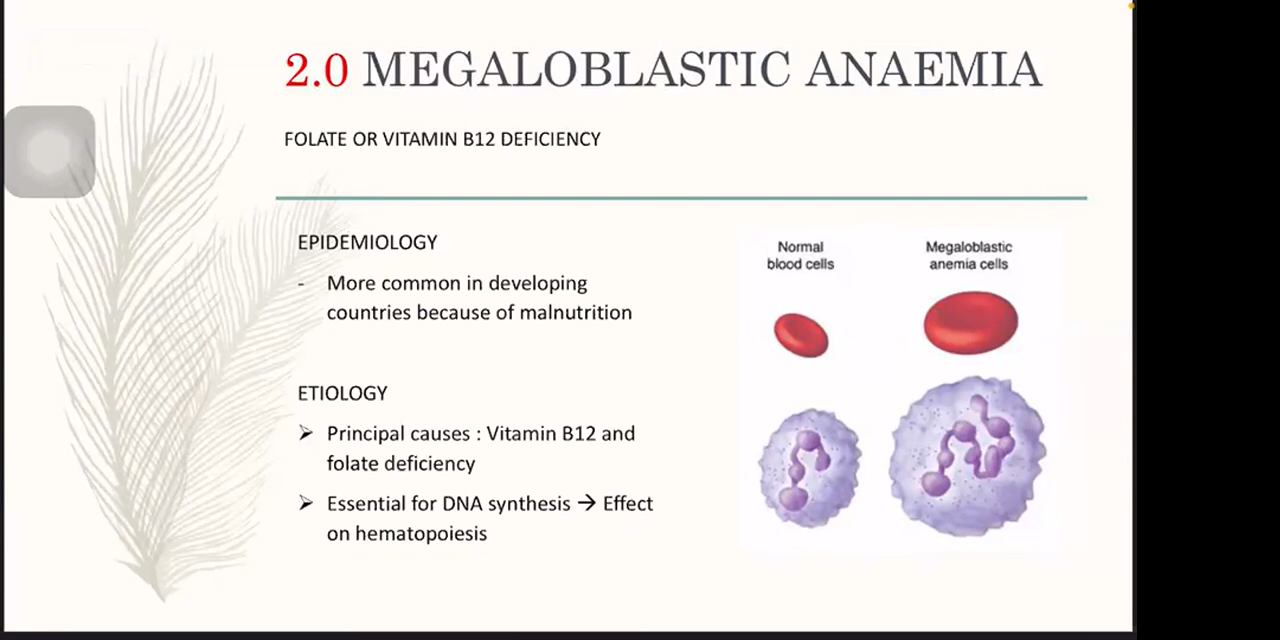 2.0 MEGALOBLASTIC ANAEMIA
FOLATE OR VITAMIN B12 DEFICIENCY
EPIDEMIOLOGY
- More common in developing
countries because of malnutrition
ETIOLOGY
➢ Principal causes : Vitamin B12 and
folate deficiency
➢ Essential for DNA synthesis → Effect
on hematopoiesis
Normal
blood cells
Megaloblastic
anemia cells